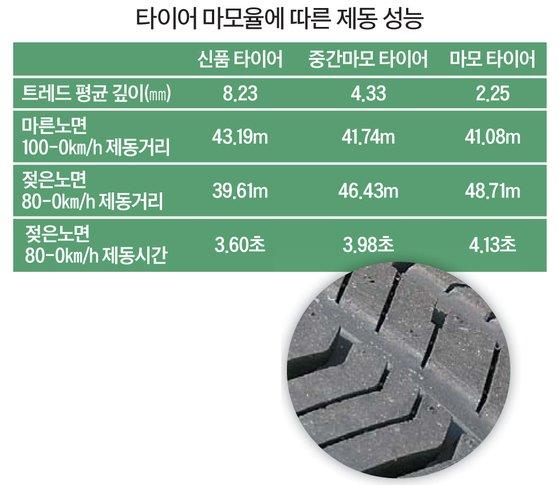 타이어 마모율에 따른 제동 성능
신품 타이어 중간마모 타이어 마모 타이어
트레드 평균 깊이(㎜) 8.23 4.33 2.25
마른노면
100-0㎞/h 제동거리 43.19m 41.74m 41.08m
젖은노면
80-0㎞/h 제동거리 39.61m 46.43m 48.71m
젖은노면
80-0㎞/h 제동시간 3.60초 3.98초 4.13초